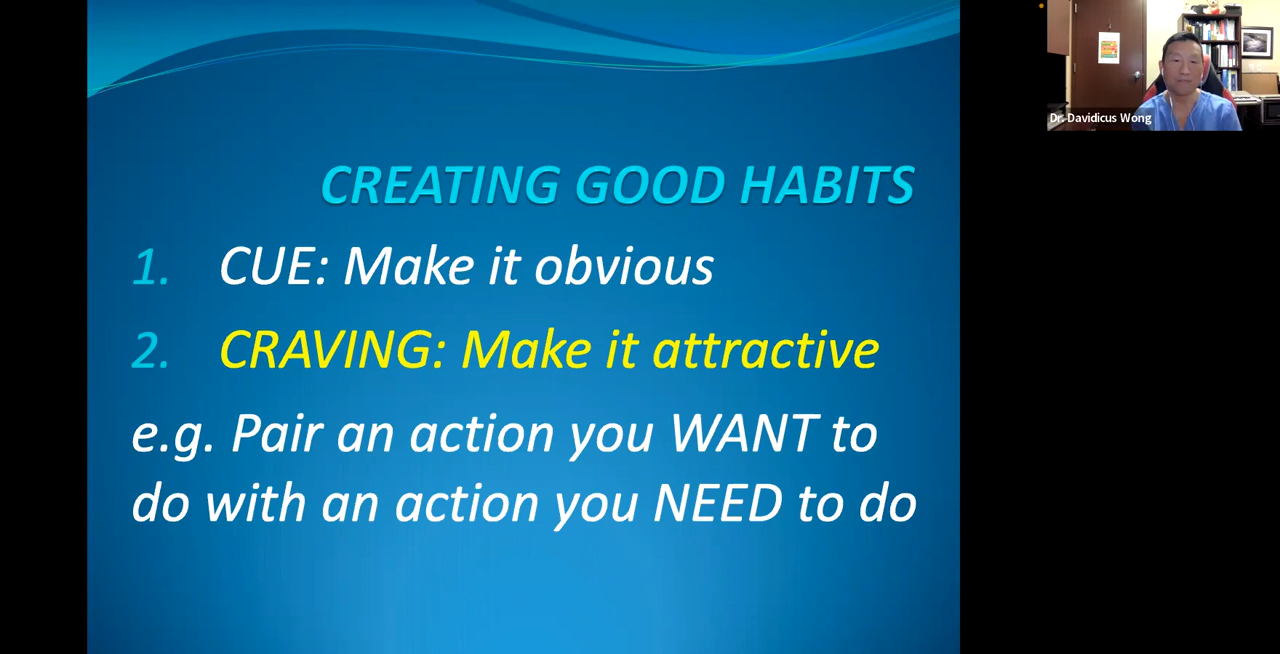 CREATING GOOD HABITS
1. CUE: Make it obvious
2. CRAVING: Make it attractive
e.g. Pair an action you WANT to
do with an action you NEED to do
Dr. Davidicus Wong